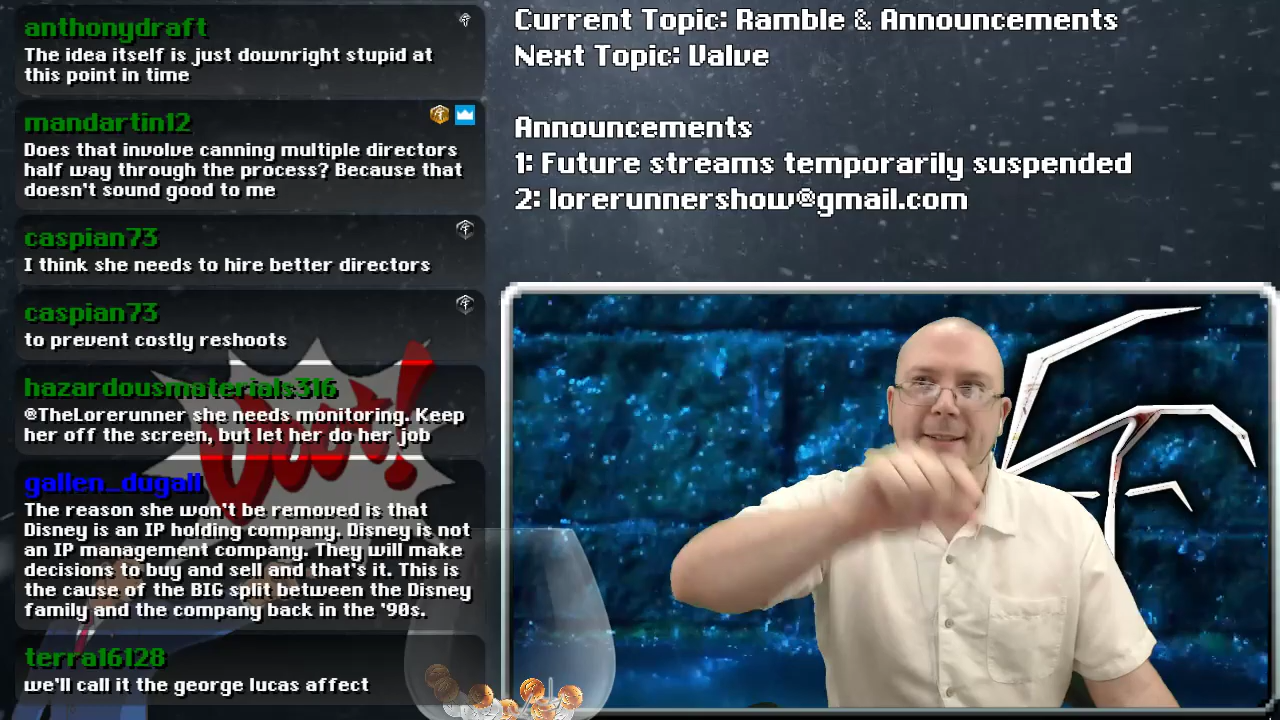 anthonydraft
The idea itself is just downright stupid at
this point in time
mandartin12
Does that involve canning multiple directors
half way through the process? Because that
doesn't sound good to me
caspian73
I think she needs to hire better directors
caspian73
to prevent costly reshoots
hazardousmaterials316
@TheLorerunner she needs monitoring. Keep
her off the screen, but let her do her job
gallen_dugall
The reason she won't be removed is that
Disney is an IP holding company. Disney is not
an IP management company. They will make
decisions to buy and sell and that's it. This is
the cause of the BIG split between the Disney
family and the company back in the '90s.
terra16128
we'll call it the george lucas affect
Current Topic: Ramble & Announcements
Next Topic: Valve
Announcements
1: Future streams temporarily suspended
2: lorerunnershow@gmail.com